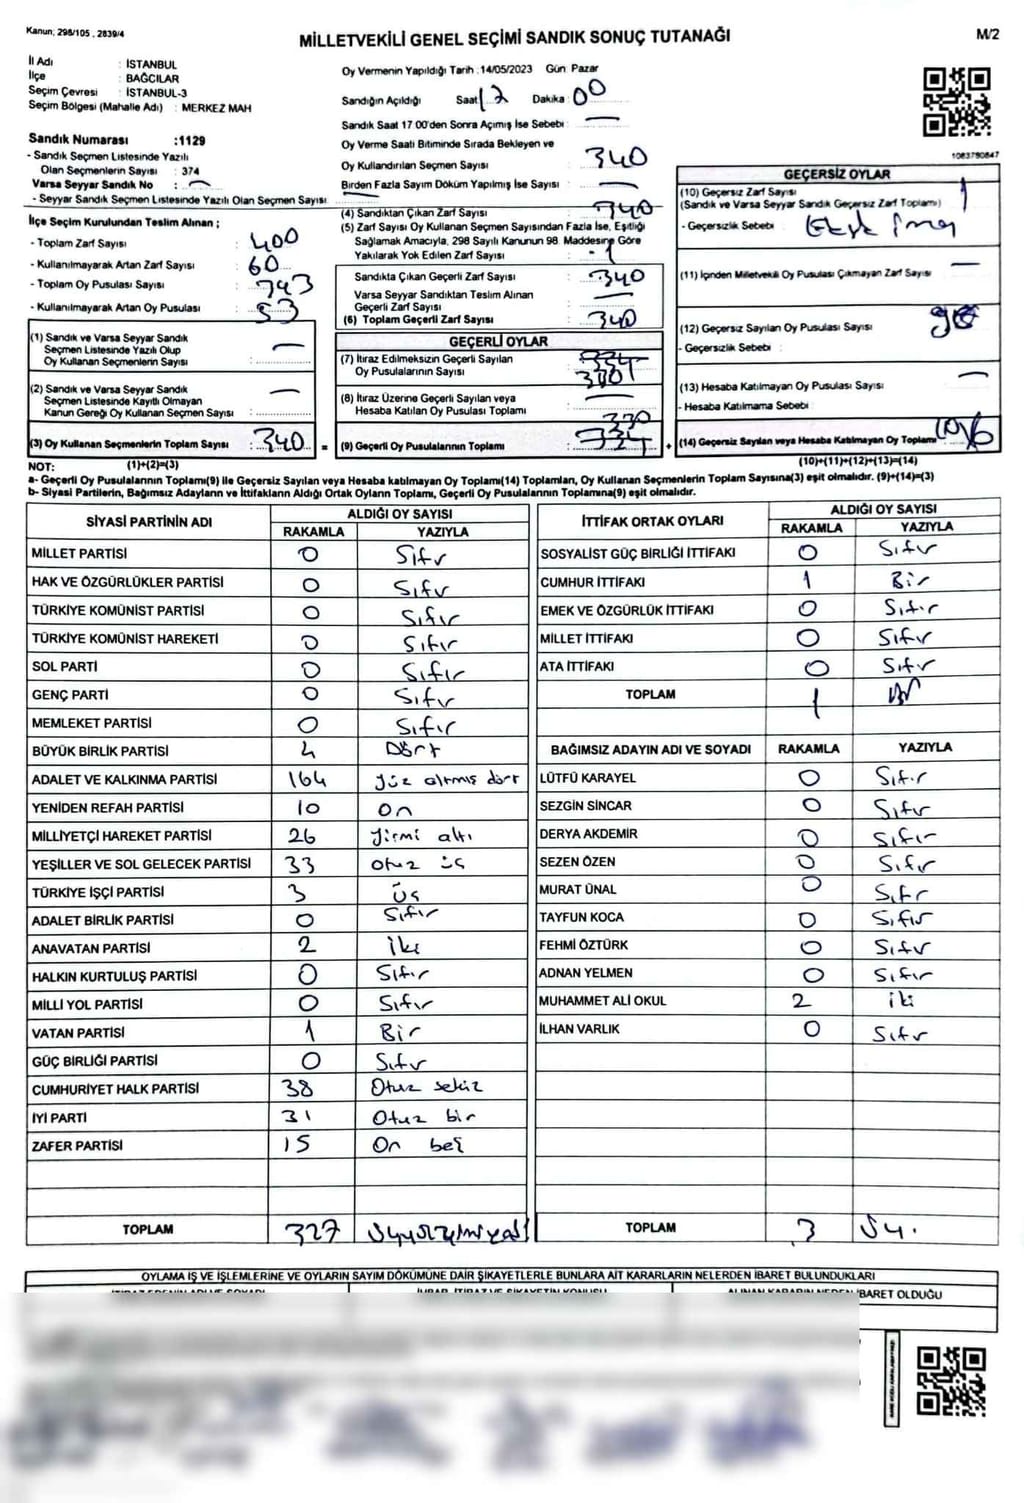 Kanun; 298/105 , 2839/4
MİLLETVEKİLİ GENEL SEÇİMİ SANDIK SONUÇ TUTANAĞI
M/2
İl Adı : İSTANBUL
İlçe : BAĞCILAR
Seçim Çevresi : İSTANBUL-3
Seçim Bölgesi (Mahalle Adı) : MERKEZ MAH
Sandık Numarası :1129
- Sandık Seçmen Listesinde Yazılı
Olan Seçmenlerin Sayısı : 374
Varsa Seyyar Sandık No : —
- Seyyar Sandık Seçmen Listesinde Yazılı Olan Seçmen Sayısı :
Oy Vermenin Yapıldığı Tarih :14/05/2023 Gün :Pazar
Sandığın Açıldığı Saat: Dakika : 00
Sandık Saat 17 00'den Sonra Açımış İse Sebebi : —
Oy Verme Saati Bitiminde Sırada Bekleyen ve
Oy Kullandırılan Seçmen Sayısı : 340
Birden Fazla Sayım Döküm Yapılmış İse Sayısı : —
1083750847
İlçe Seçim Kurulundan Teslim Alınan ;
- Toplam Zarf Sayısı : 400
- Kullanılmayarak Artan Zarf Sayısı : 60
- Toplam Oy Pusulası Sayısı : 743
- Kullanılmayarak Artan Oy Pusulası : 53
(1) Sandık ve Varsa Seyyar Sandık
Seçmen Listesinde Yazılı Olup
Oy Kullanan Seçmenlerin Sayısı : —
(2) Sandık ve Varsa Seyyar Sandık
Seçmen Listesinde Kayıtlı Olmayan
Kanun Gereği Oy Kullanan Seçmen Sayısı : —
(3) Oy Kullanan Seçmenlerin Toplam Sayısı : 340 =
(4) Sandıktan Çıkan Zarf Sayısı : 340
(5) Zarf Sayısı Oy Kullanan Seçmen Sayısından Fazla İse, Eşitliği
Sağlamak Amacıyla, 298 Sayılı Kanunun 98. Maddesine Göre
Yakılarak Yok Edilen Zarf Sayısı :
Sandıkta Çıkan Geçerli Zarf Sayısı : 340
Varsa Seyyar Sandıktan Teslim Alınan
Geçerli Zarf Sayısı : —
(6) Toplam Geçerli Zarf Sayısı : 340
GEÇERLİ OYLAR
(7) İtiraz Edilmeksizin Geçerli Sayılan
Oy Pusulalarının Sayısı :
(8) İtiraz Üzerine Geçerli Sayılan veya
Hesaba Katılan Oy Pusulası Toplamı : —
330
(9) Geçerli Oy Pusulalarının Toplamı : 334 +
GEÇERSİZ OYLAR
(10) Geçersiz Zarf Sayısı
(Sandık ve Varsa Seyyar Sandık Geçersiz Zarf Toplamı) : 1
- Geçersizlik Sebebi :
(11) İçinden Milletvekili Oy Pusulası Çıkmayan Zarf Sayısı : —
(12) Geçersiz Sayılan Oy Pusulası Sayısı :
- Geçersizlik Sebebi :
(13) Hesaba Katılmayan Oy Pusulası Sayısı : —
- Hesaba Katılmama Sebebi :
(14) Geçersiz Sayılan veya Hesaba Katılmayan Oy Toplamı :
NOT: (1)+(2)=(3) (10)+(11)+(12)+(13)=(14)
a- Geçerli Oy Pusulalarının Toplamı(9) ile Geçersiz Sayılan veya Hesaba katılmayan Oy Toplamı(14) Toplamları, Oy Kullanan Seçmenlerin Toplam Sayısına(3) eşit olmalıdır. (9)+(14)=(3)
b- Siyasi Partilerin, Bağımsız Adayların ve İttifakların Aldığı Ortak Oyların Toplamı, Geçerli Oy Pusulalarının Toplamına(9) eşit olmalıdır.
SİYASİ PARTİNİN ADI ALDIĞI OY SAYISI
RAKAMLA YAZIYLA
MİLLET PARTİSİ 0 Sıfır
HAK VE ÖZGÜRLÜKLER PARTİSİ 0 Sıfır
TÜRKİYE KOMÜNİST PARTİSİ 0 Sıfır
TÜRKİYE KOMÜNİST HAREKETİ 0 Sıfır
SOL PARTİ 0 Sıfır
GENÇ PARTİ 0 Sıfır
MEMLEKET PARTİSİ 0 Sıfır
BÜYÜK BİRLİK PARTİSİ 4 Dört
ADALET VE KALKINMA PARTİSİ 164 Yüz altmış dört
YENİDEN REFAH PARTİSİ 10 on
MİLLİYETÇİ HAREKET PARTİSİ 26 Yirmi altı
YEŞİLLER VE SOL GELECEK PARTİSİ 33 otuz üç
TÜRKİYE İŞÇİ PARTİSİ 3 Üç
ADALET BİRLİK PARTİSİ 0 Sıfır
ANAVATAN PARTİSİ 2 İki
HALKIN KURTULUŞ PARTİSİ 0 Sıfır
MİLLİ YOL PARTİSİ 0 Sıfır
VATAN PARTİSİ 1 Bir
GÜÇ BİRLİĞİ PARTİSİ 0 Sıfır
CUMHURİYET HALK PARTİSİ 38 Otuz sekiz
İYİ PARTİ 31 Otuz bir
ZAFER PARTİSİ 15 On beş
TOPLAM 327 Üçyüzyirmiyedi
İTTİFAK ORTAK OYLARI ALDIĞI OY SAYISI
RAKAMLA YAZIYLA
SOSYALİST GÜÇ BİRLİĞİ İTTİFAKI 0 Sıfır
CUMHUR İTTİFAKI 1 Bir
EMEK VE ÖZGÜRLÜK İTTİFAKI 0 Sıfır
MİLLET İTTİFAKI 0 Sıfır
ATA İTTİFAKI 0 Sıfır
TOPLAM 1 Bir
BAĞIMSIZ ADAYIN ADI VE SOYADI RAKAMLA YAZIYLA
LÜTFÜ KARAYEL 0 Sıfır
SEZGİN SİNCAR 0 Sıfır
DERYA AKDEMİR 0 Sıfır
SEZEN ÖZEN 0 Sıfır
MURAT ÜNAL 0 Sıfır
TAYFUN KOCA 0 Sıfır
FEHMİ ÖZTÜRK 0 Sıfır
ADNAN YELMEN 0 Sıfır
MUHAMMET ALİ OKUL 2 iki
İLHAN VARLIK 0 Sıfır
TOPLAM 3 Üç.
OYLAMA İŞ VE İŞLEMLERİNE VE OYLARIN SAYIM DÖKÜMÜNE DAİR ŞİKAYETLERLE BUNLARA AİT KARARLARIN NELERDEN İBARET BULUNDUKLARI
İBARET OLDUĞU